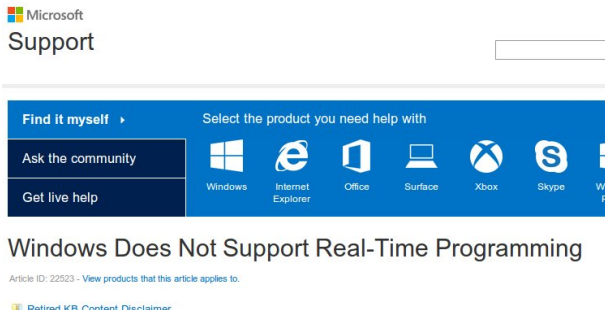 Microsoft
Support
Find it myself
Select the product you need help with
Ask the community
Get live help
Windows
Internet Explorer
Office
Surface
Xbox
Skype
Windows Does Not Support Real-Time Programming
Article ID: 22523 - View products that this article applies to.
Retired KB Content Disclaimer